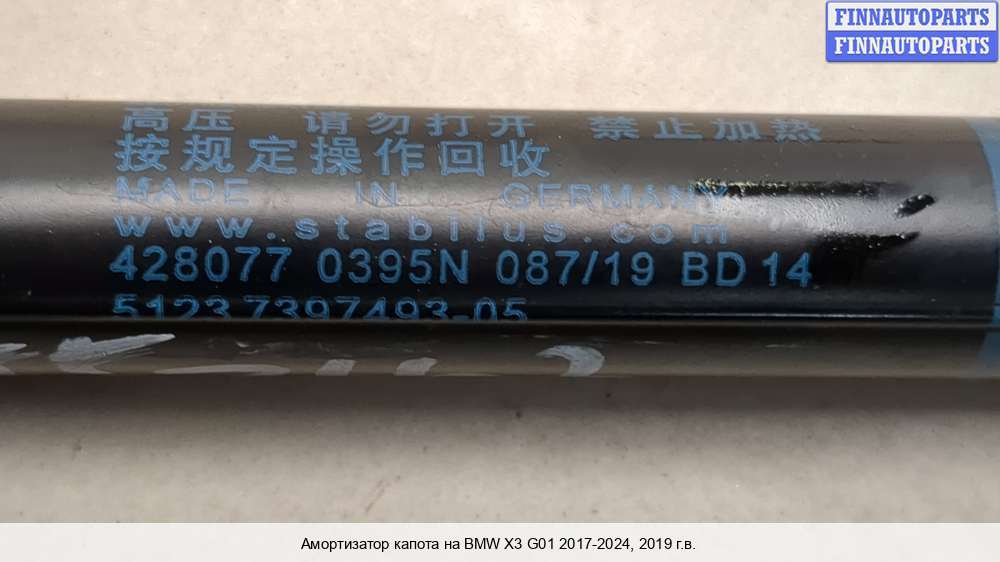 FINNAUTOPARTS
FINNAUTOPARTS
高压 请勿打开 禁止加热
按规定操作回收
MADE IN GERMANY
www.stabilus.com
428077 0395N 087/19 BD 14
5123 7397493-05
Амортизатор капота на BMW X3 G01 2017-2024, 2019 г.в.